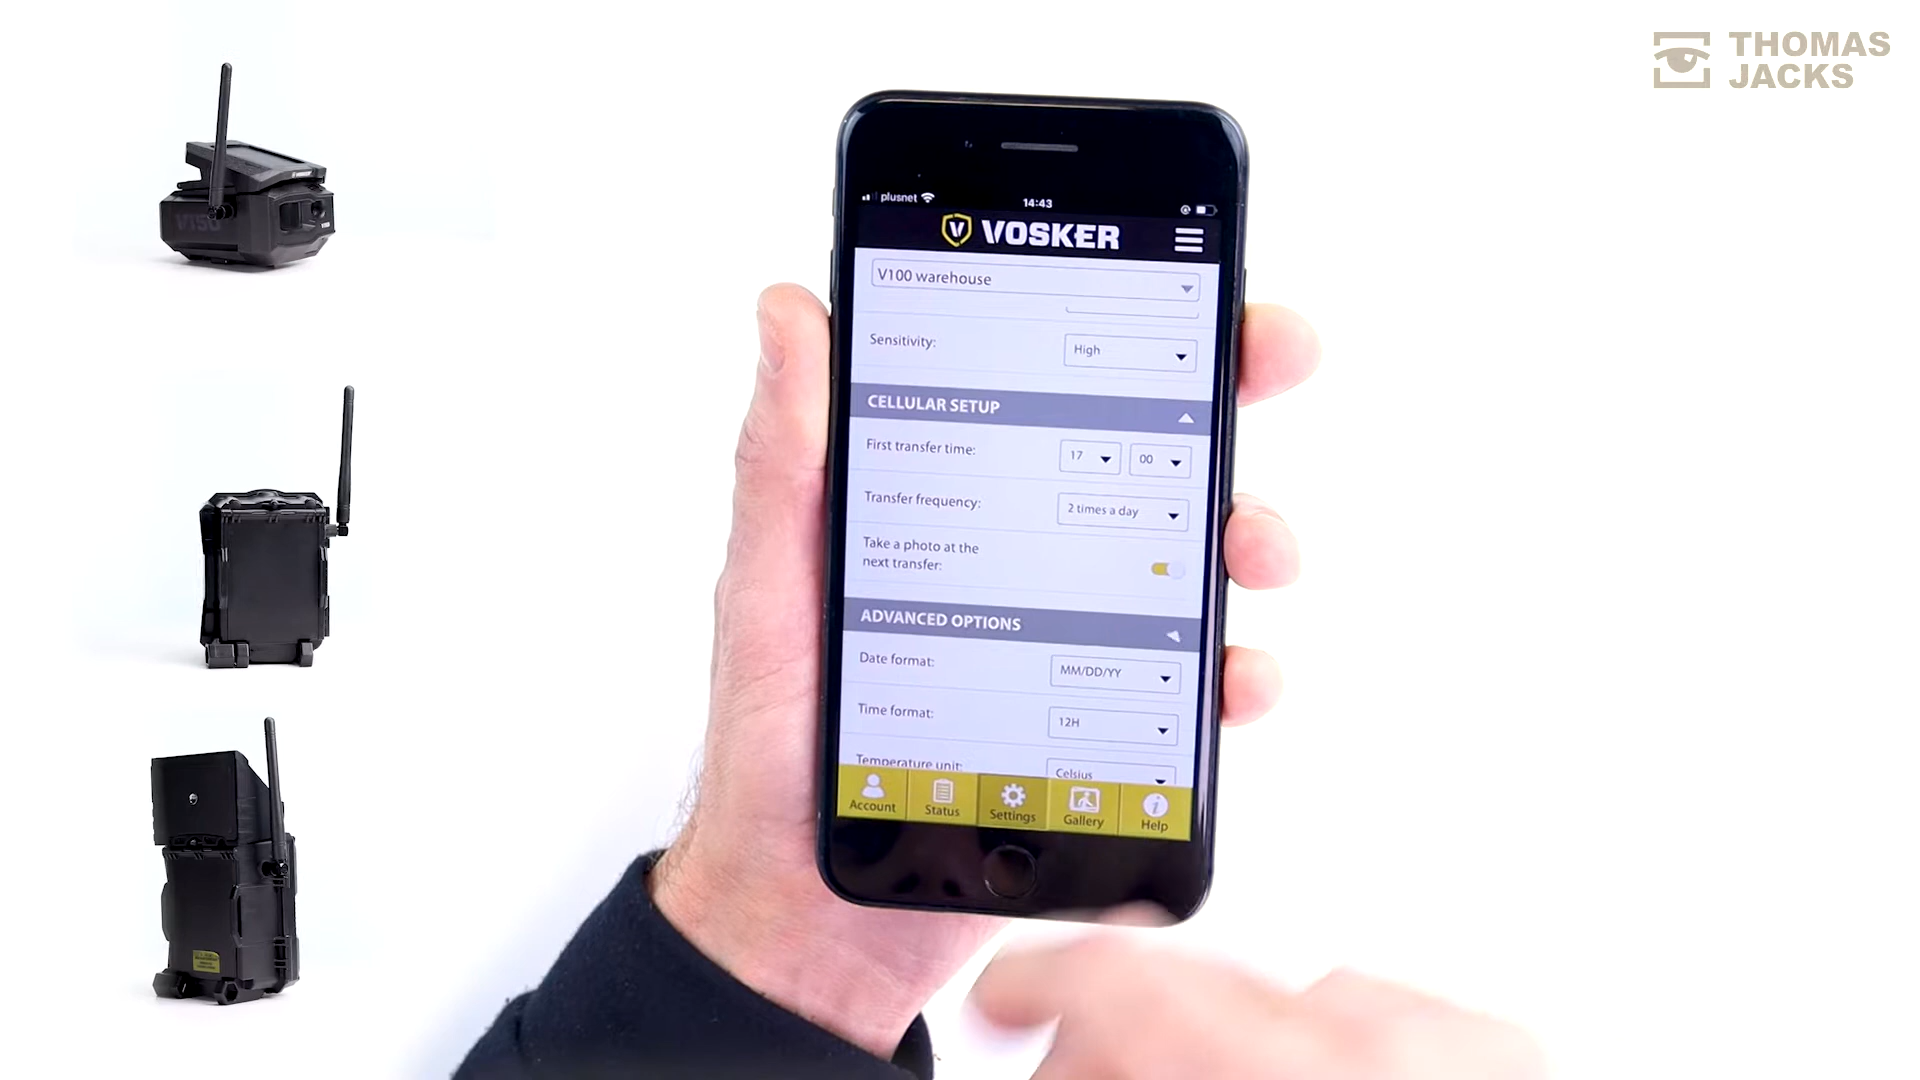 THOMAS
JACKS
V150
plusnet
14:43
V VOSKER
V100 warehouse
Sensitivity:
High
CELLULAR SETUP
First transfer time:
17
00
Transfer frequency:
2 times a day
Take a photo at the
next transfer:
ADVANCED OPTIONS
Date format:
MM/DD/YY
Time format:
12H
Temperature unit:
Celsius
Account
Status
Settings
Gallery
Help